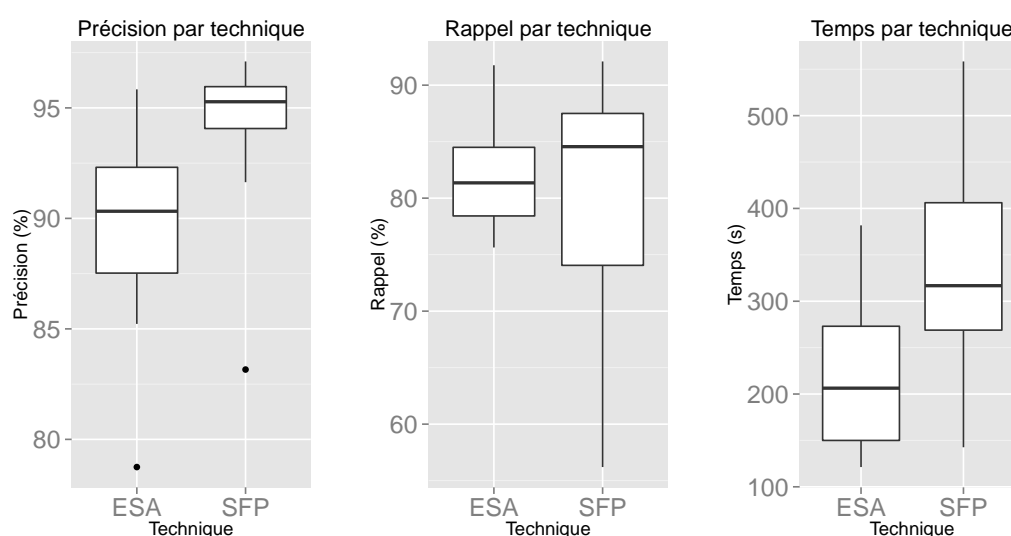 Précision par technique
Précision (%)
95
90
85
80
ESA SFP
Technique
Rappel par technique
Rappel (%)
90
80
70
60
ESA SFP
Technique
Temps par technique
Temps (s)
500
400
300
200
100
ESA SFP
Technique